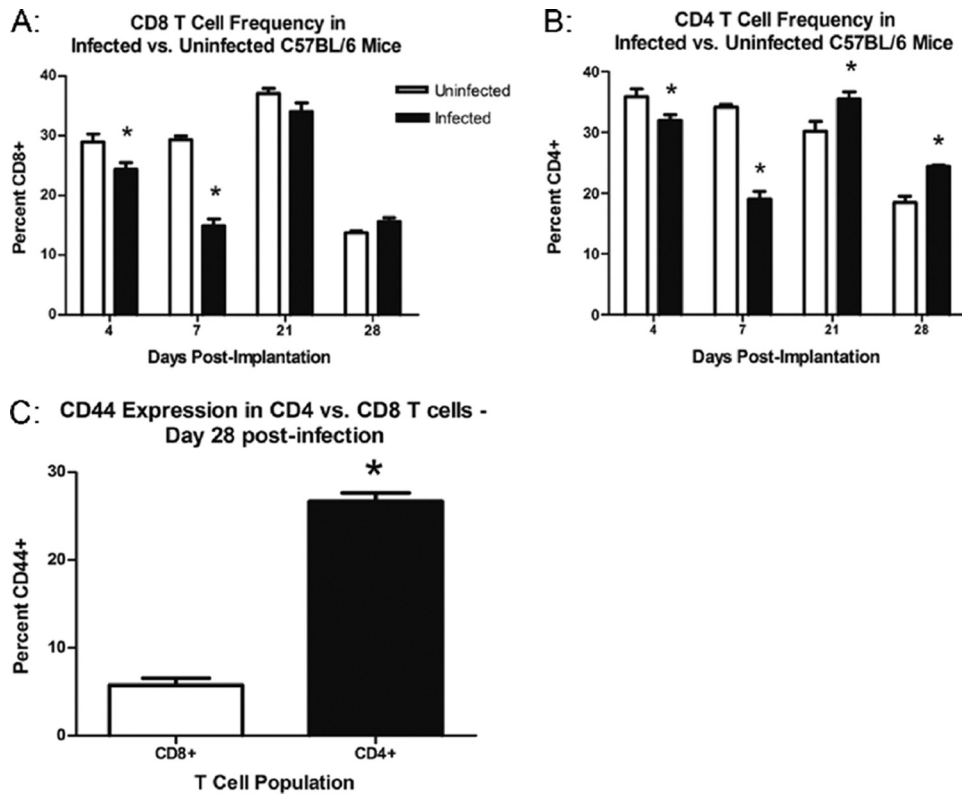 A:
CD8 T Cell Frequency in
Infected vs. Uninfected C57BL/6 Mice
Percent CD8+
40
30
20
10
0
*
*
Uninfected
Infected
4 7 21 28
Days Post-Implantation
B:
CD4 T Cell Frequency in
Infected vs. Uninfected C57BL/6 Mice
Percent CD4+
40
30
20
10
0
*
*
*
*
4 7 21 28
Days Post-Implantation
C:
CD44 Expression in CD4 vs. CD8 T cells -
Day 28 post-infection
Percent CD44+
30
20
10
0
*
CD8+ CD4+
T Cell Population